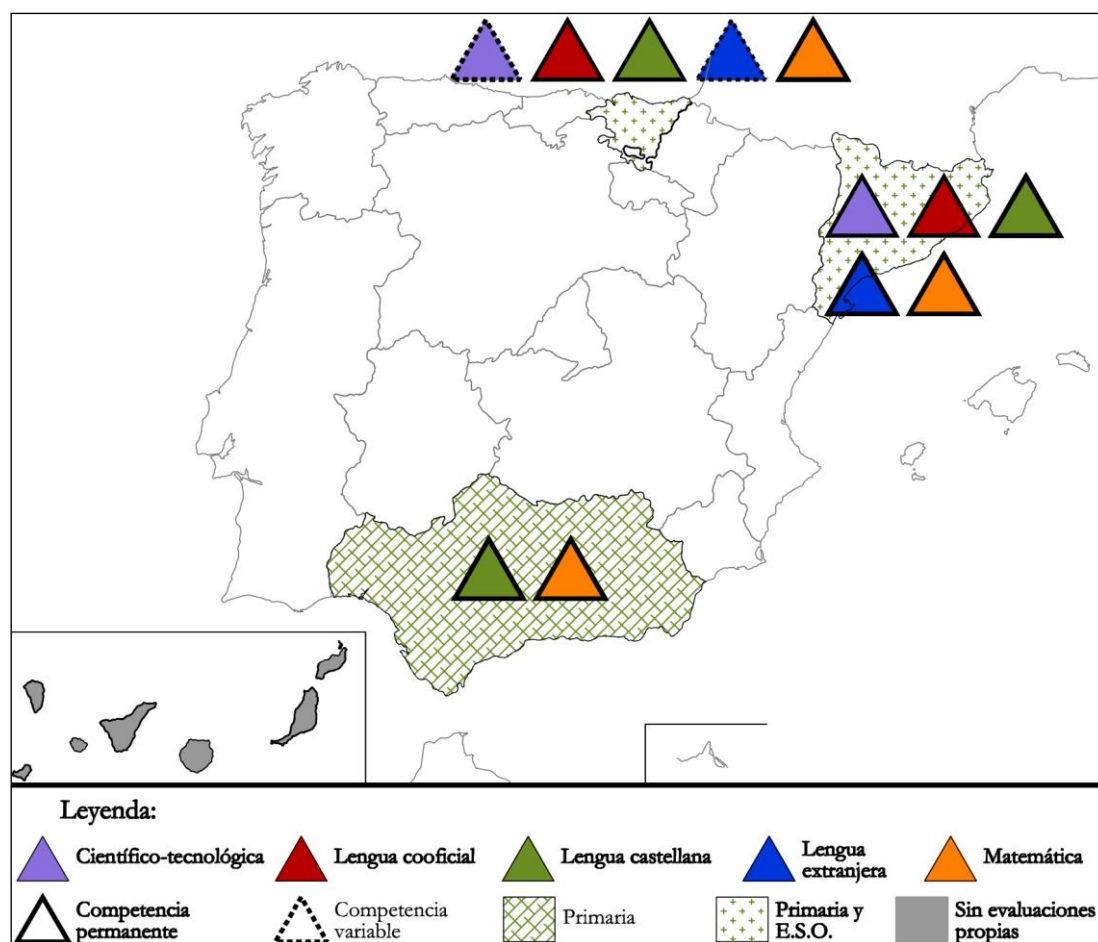 Leyenda:
Científico-tecnológica
Lengua cooficial
Lengua castellana
Lengua
extranjera
Matemática
Competencia
permanente
Competencia
variable
Primaria
Primaria y
E.S.O.
Sin evaluaciones
propias